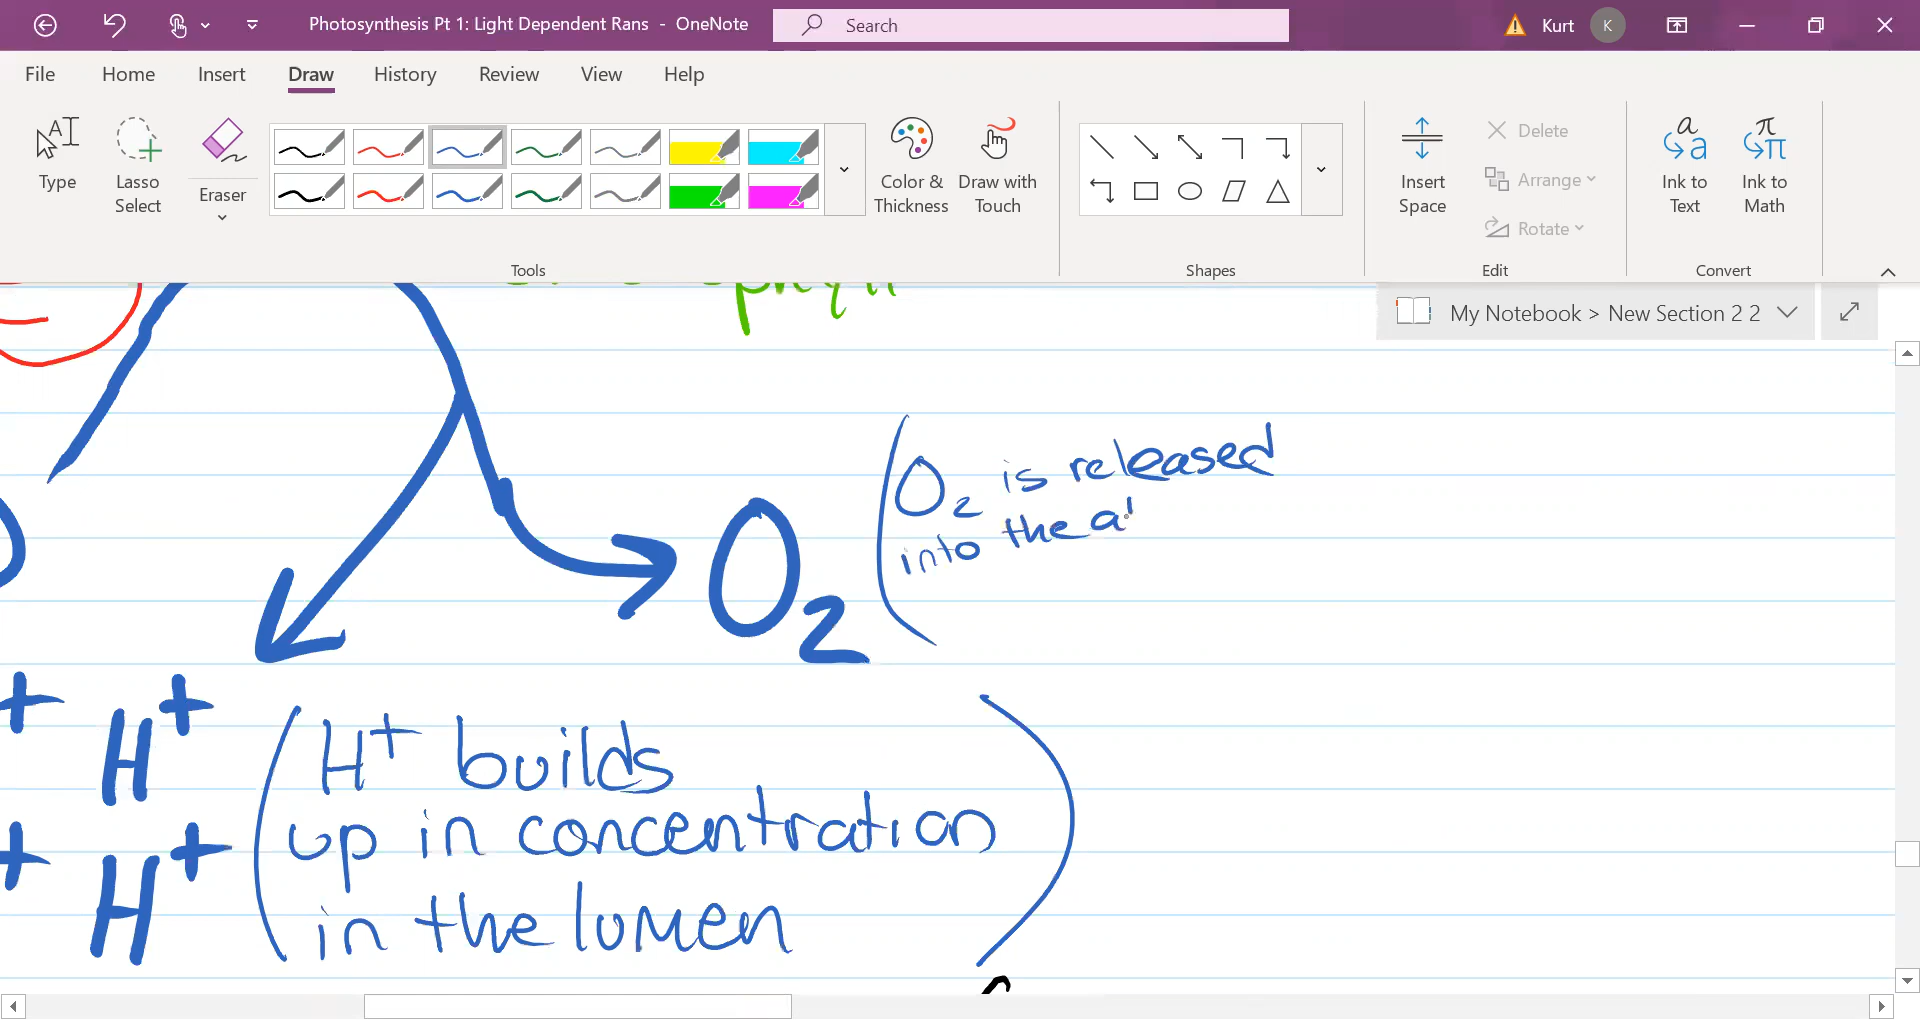 Photosynthesis Pt 1: Light Dependent Rans - OneNote
Search
Kurt
K
File Home Insert Draw History Review View Help
Type
Lasso Select
Eraser
Color & Thickness
Draw with Touch
Insert Space
Delete
Arrange
Rotate
Ink to Text
Ink to Math
Tools
Shapes
Edit
Convert
My Notebook > New Section 2 2
O2 is released
into the
O2
H+
H+
(H+ builds
up in concentration
in the lumen)